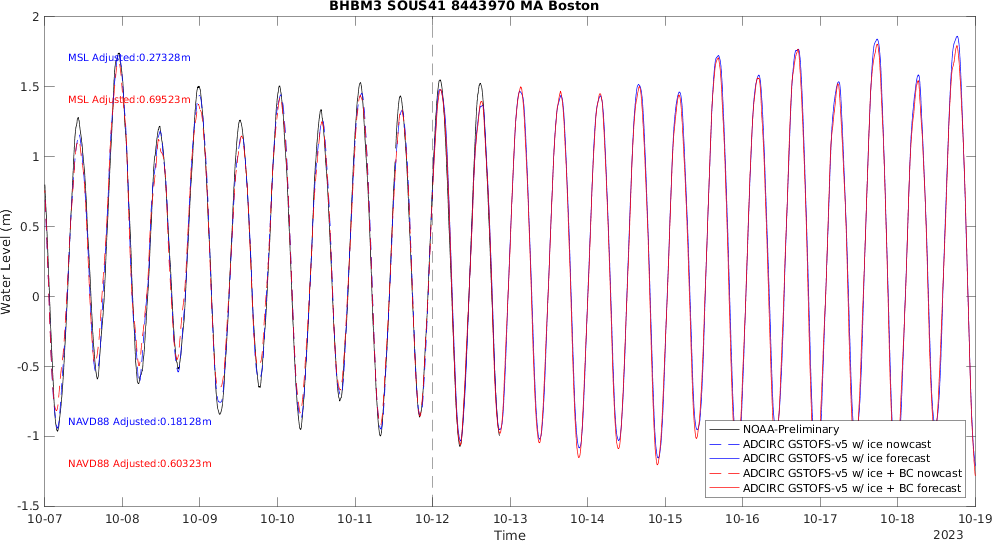 BHBM3 SOUS41 8443970 MA Boston
2
1.5
1
0.5
0
-0.5
-1
-1.5
Water Level (m)
MSL Adjusted:0.27328m
MSL Adjusted:0.69523m
NAVD88 Adjusted:0.18128m
NAVD88 Adjusted:0.60323m
NOAA-Preliminary
ADCIRC GSTOFS-v5 w/ ice nowcast
ADCIRC GSTOFS-v5 w/ ice forecast
ADCIRC GSTOFS-v5 w/ ice + BC nowcast
ADCIRC GSTOFS-v5 w/ ice + BC forecast
10-07 10-08 10-09 10-10 10-11 10-12 10-13 10-14 10-15 10-16 10-17 10-18 10-19
Time
2023